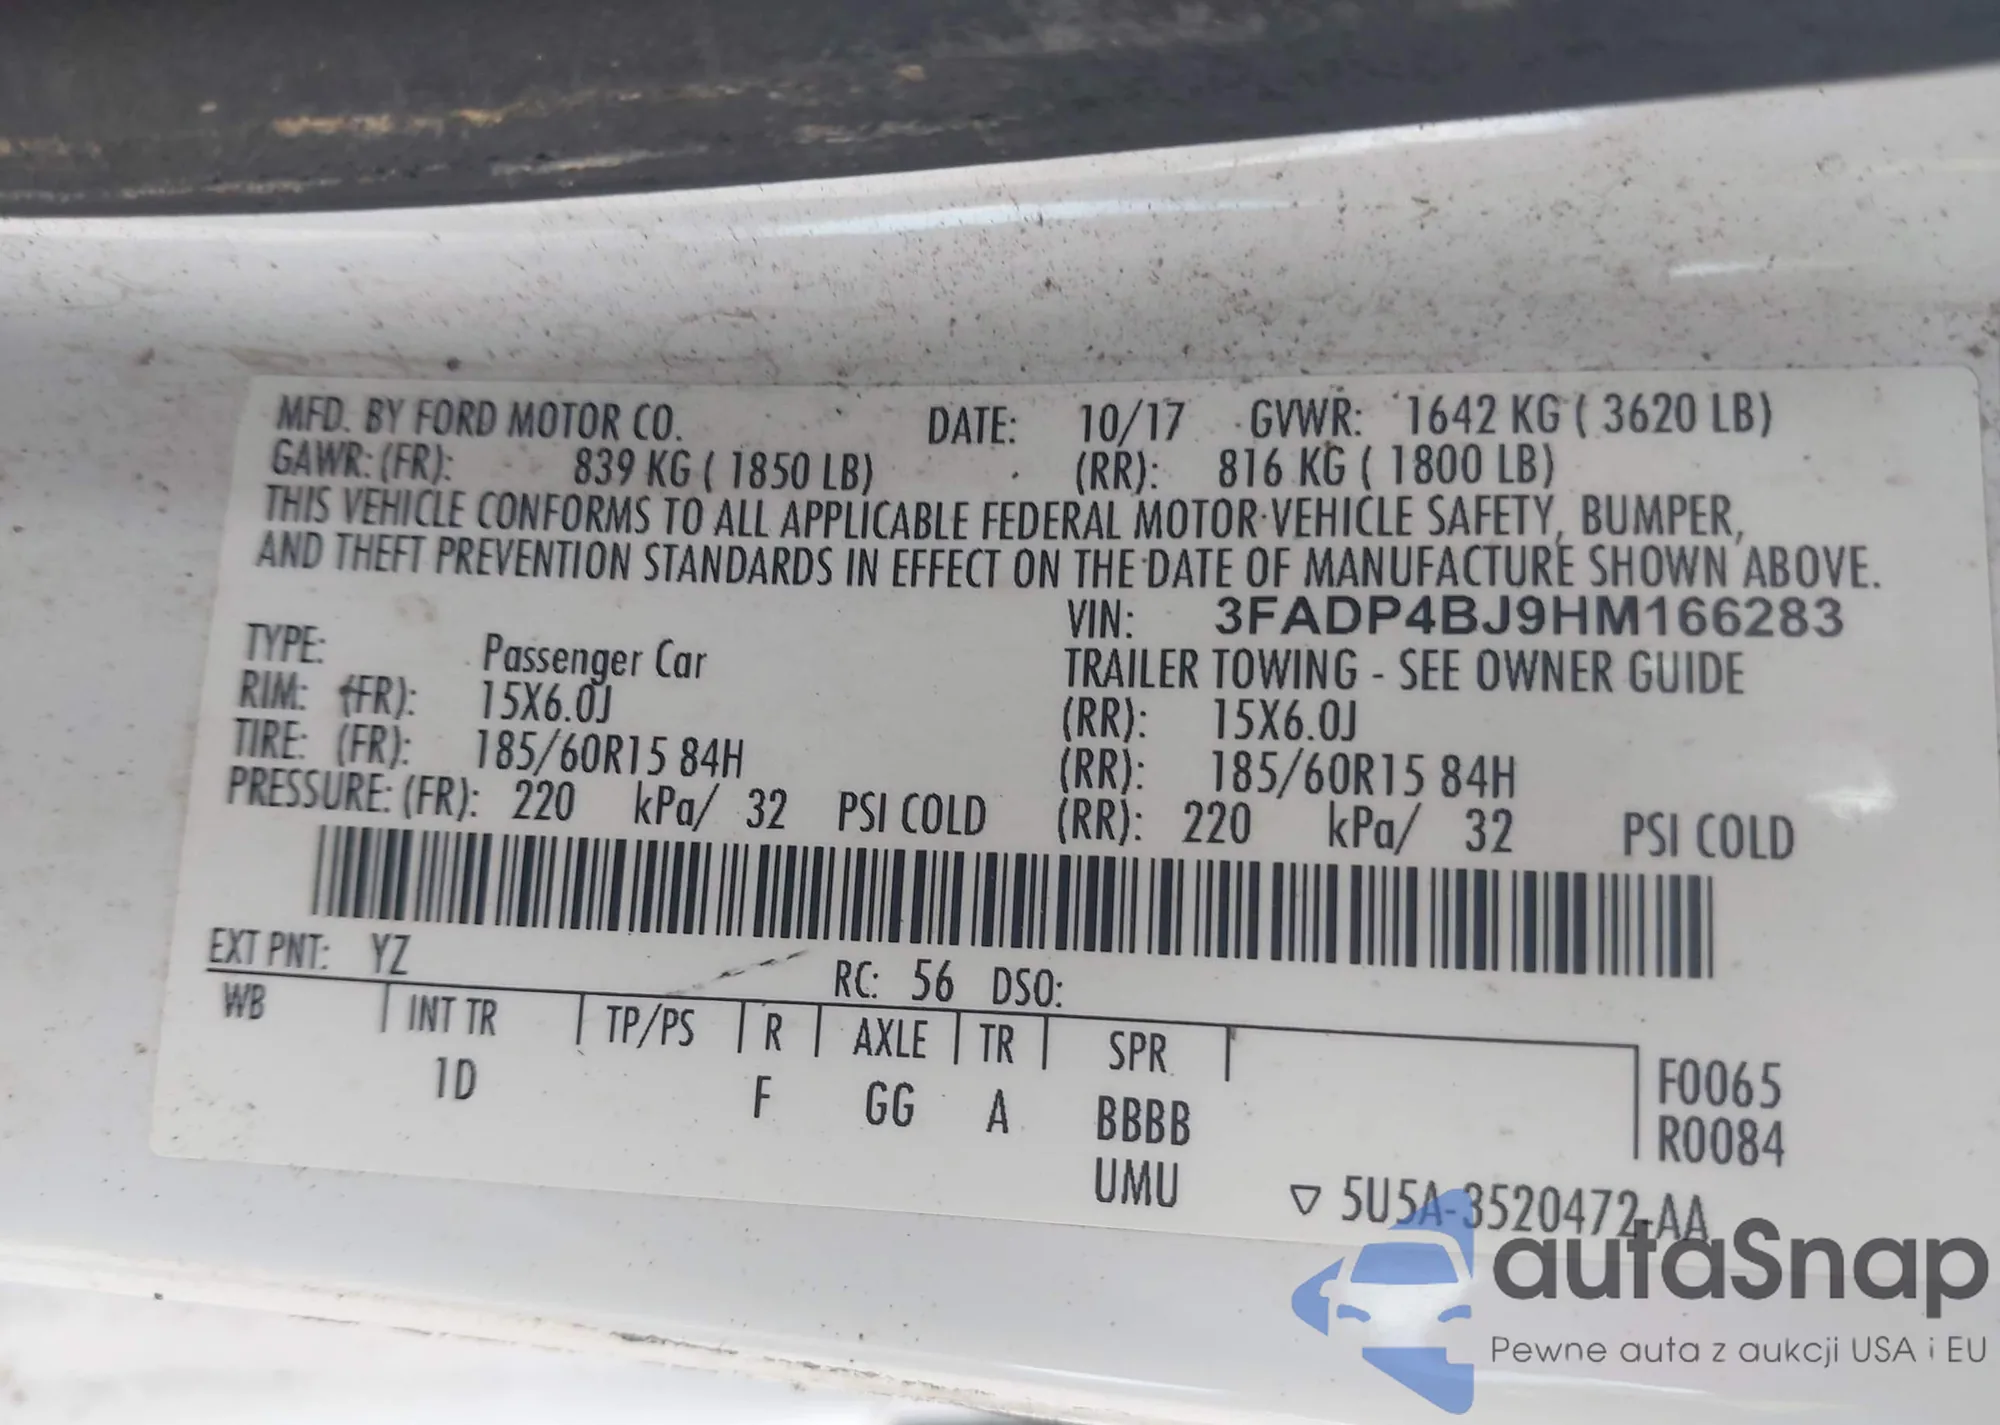 MFD. BY FORD MOTOR CO. DATE: 10/17 GVWR: 1642 KG ( 3620 LB)
GAWR: (FR): 839 KG ( 1850 LB) (RR): 816 KG ( 1800 LB)
THIS VEHICLE CONFORMS TO ALL APPLICABLE FEDERAL MOTOR VEHICLE SAFETY, BUMPER,
AND THEFT PREVENTION STANDARDS IN EFFECT ON THE DATE OF MANUFACTURE SHOWN ABOVE.
VIN: 3FADP4BJ9HM166283
TYPE: Passenger Car TRAILER TOWING - SEE OWNER GUIDE
RIM: (FR): 15X6.0J (RR): 15X6.0J
TIRE: (FR): 185/60R15 84H (RR): 185/60R15 84H
PRESSURE: (FR): 220 kPa/ 32 PSI COLD (RR): 220 kPa/ 32 PSI COLD
EXT PNT: YZ RC: 56 DSO:
WB INT TR TP/PS R AXLE TR SPR
1D F GG A BBBB
UMU
F0065
R0084
▽ 5U5A-3520472-AA
autaSnap
Pewne auta z aukcji USA i EU